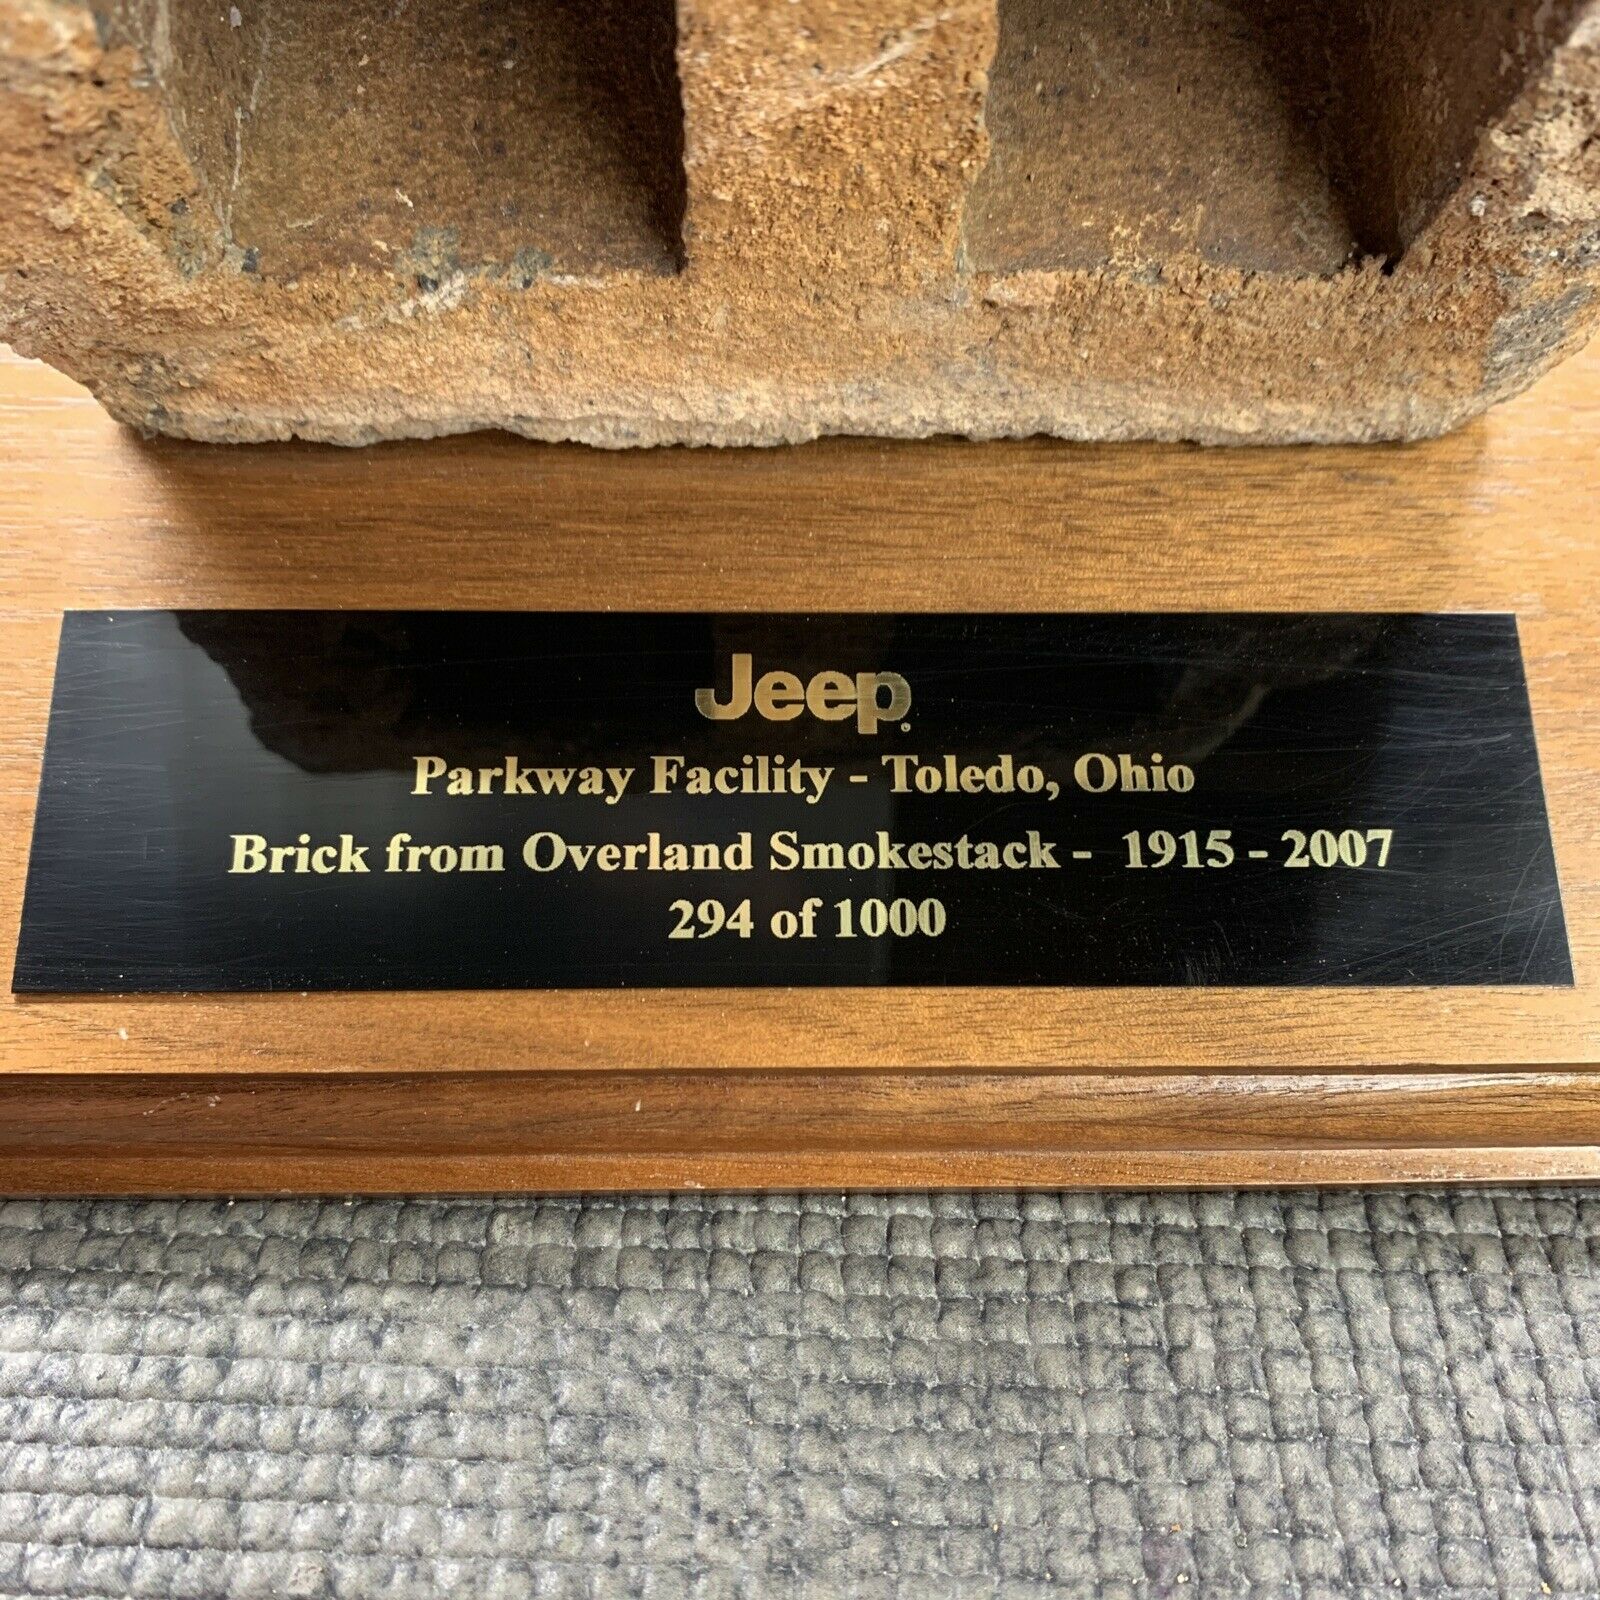 Jeep
Parkway Facility - Toledo, Ohio
Brick from Overland Smokestack - 1915 - 2007
294 of 1000